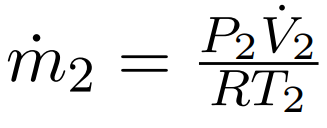 ṁ₂ = P₂V̇₂ / RT₂